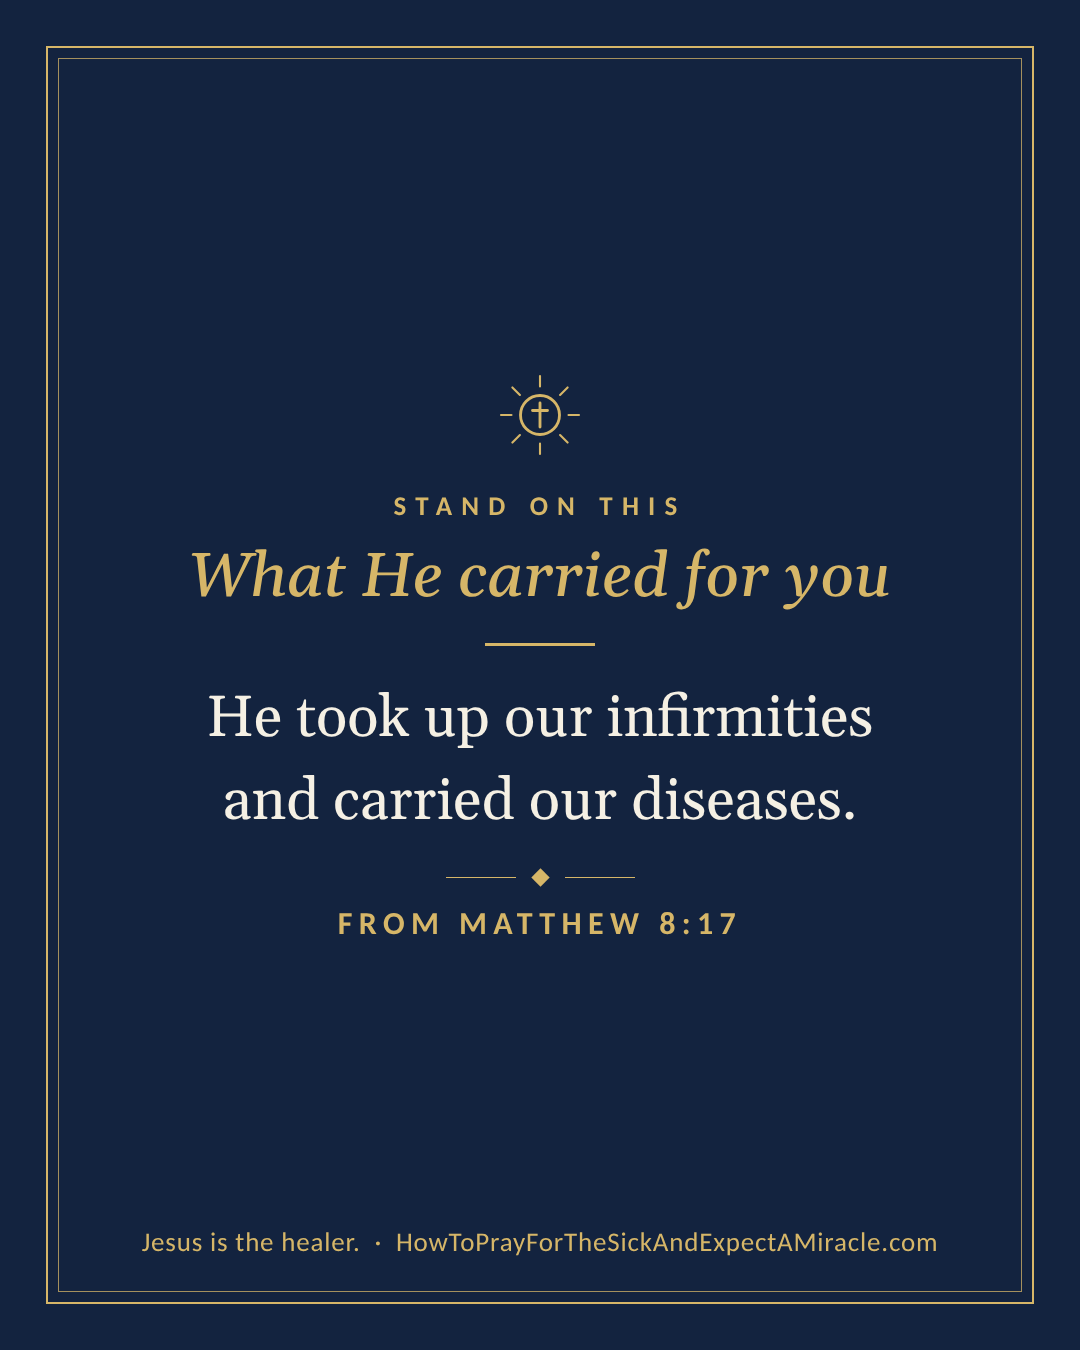 STAND ON THIS
What He carried for you
He took up our infirmities
and carried our diseases.
FROM MATTHEW 8:17
Jesus is the healer. · HowToPrayForTheSickAndExpectAMiracle.com